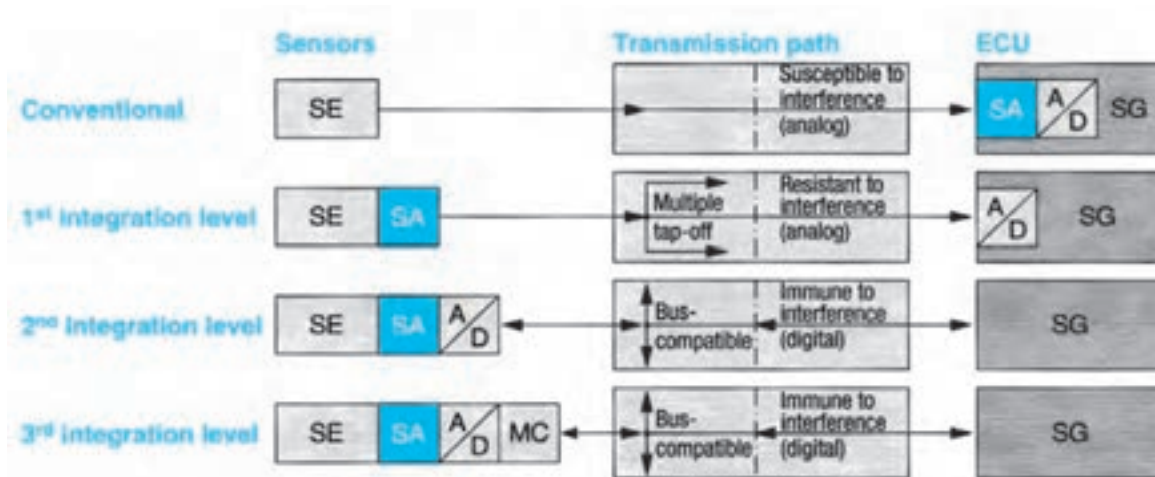 Sensors Transmission path ECU
Conventional SE Susceptible to interference (analog) SA A D SG
1st integration level SE SA Multiple tap-off Resistant to interference (analog) A D SG
2nd integration level SE SA A D Bus-compatible Immune to interference (digital) SG
3rd integration level SE SA A D MC Bus-compatible Immune to interference (digital) SG